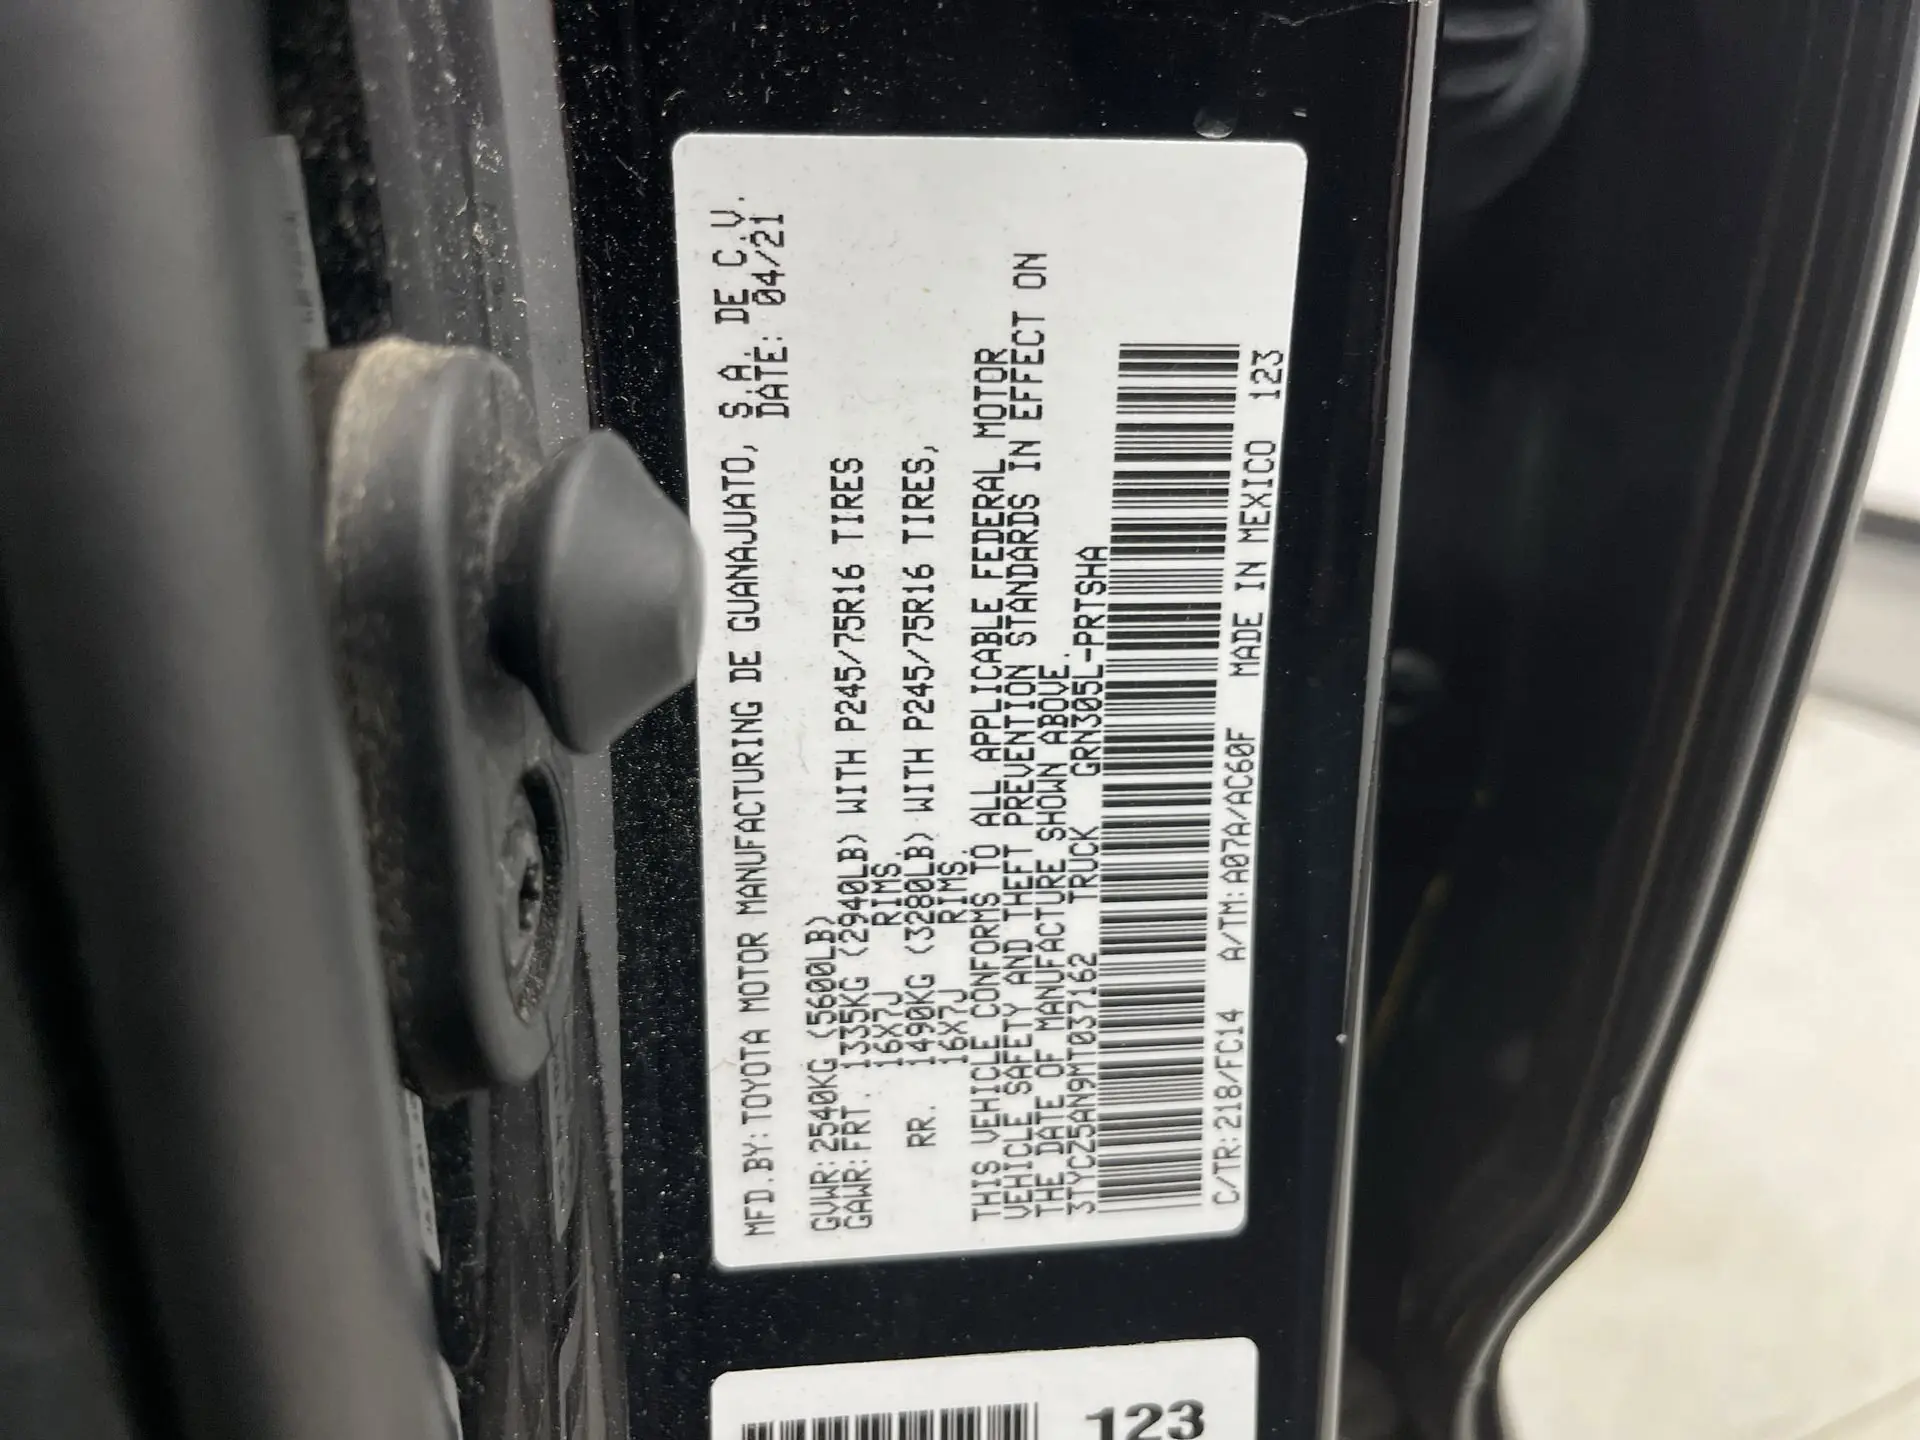 MFD.BY: TOYOTA MOTOR MANUFACTURING DE GUANAJUATO, S.A. DE C.V.
DATE: 04/21
GVWR: 2540KG (5600LB)
GAWR: FRT. 1335KG (2940LB) WITH P245/75R16 TIRES
16X7J RIMS.
RR. 1490KG (3280LB) WITH P245/75R16 TIRES,
16X7J RIMS.
THIS VEHICLE CONFORMS TO ALL APPLICABLE FEDERAL MOTOR
VEHICLE SAFETY AND THEFT PREVENTION STANDARDS IN EFFECT ON
THE DATE OF MANUFACTURE SHOWN ABOVE.
3TYCZ5AN9MT037162 TRUCK GRN305L-PRTSHA
C/TR: 218/FC14 A/TM: A07A/AC60F MADE IN MEXICO 123
123